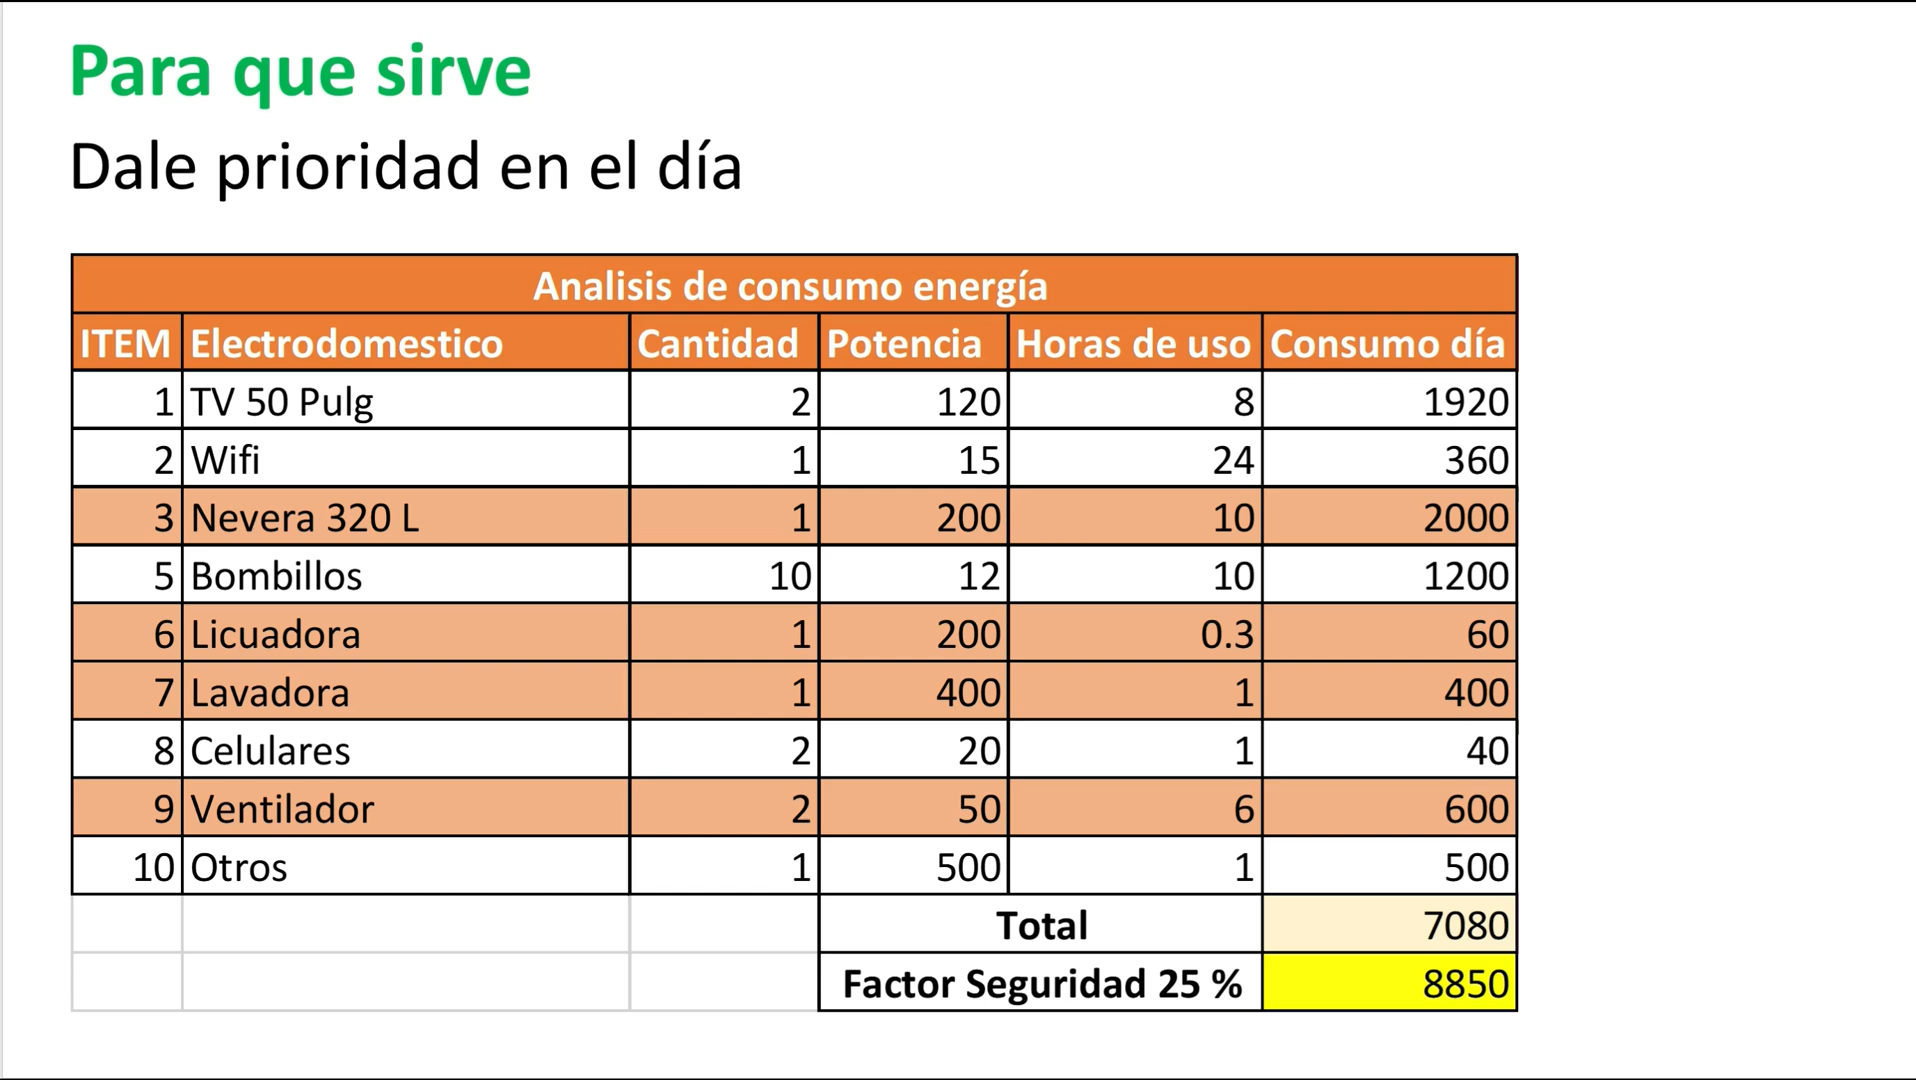 Para que sirve
Dale prioridad en el día
Analisis de consumo energía
ITEM Electrodomestico Cantidad Potencia Horas de uso Consumo día
1 TV 50 Pulg 2 120 8 1920
2 Wifi 1 15 24 360
3 Nevera 320 L 1 200 10 2000
5 Bombillos 10 12 10 1200
6 Licuadora 1 200 0.3 60
7 Lavadora 1 400 1 400
8 Celulares 2 20 1 40
9 Ventilador 2 50 6 600
10 Otros 1 500 1 500
Total 7080
Factor Seguridad 25 % 8850